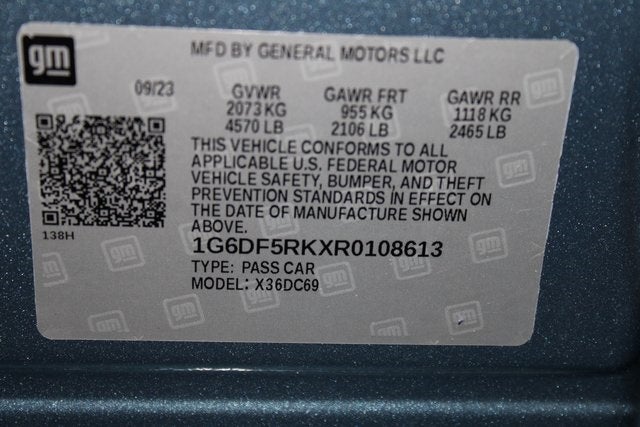 gm
MFD BY GENERAL MOTORS LLC
09/23 GVWR GAWR FRT GAWR RR
2073 KG 955 KG 1118 KG
4570 LB 2106 LB 2465 LB
THIS VEHICLE CONFORMS TO ALL
APPLICABLE U.S. FEDERAL MOTOR
VEHICLE SAFETY, BUMPER, AND THEFT
PREVENTION STANDARDS IN EFFECT ON
THE DATE OF MANUFACTURE SHOWN
ABOVE.
138H
1G6DF5RKXR0108613
TYPE: PASS CAR
MODEL: X36DC69